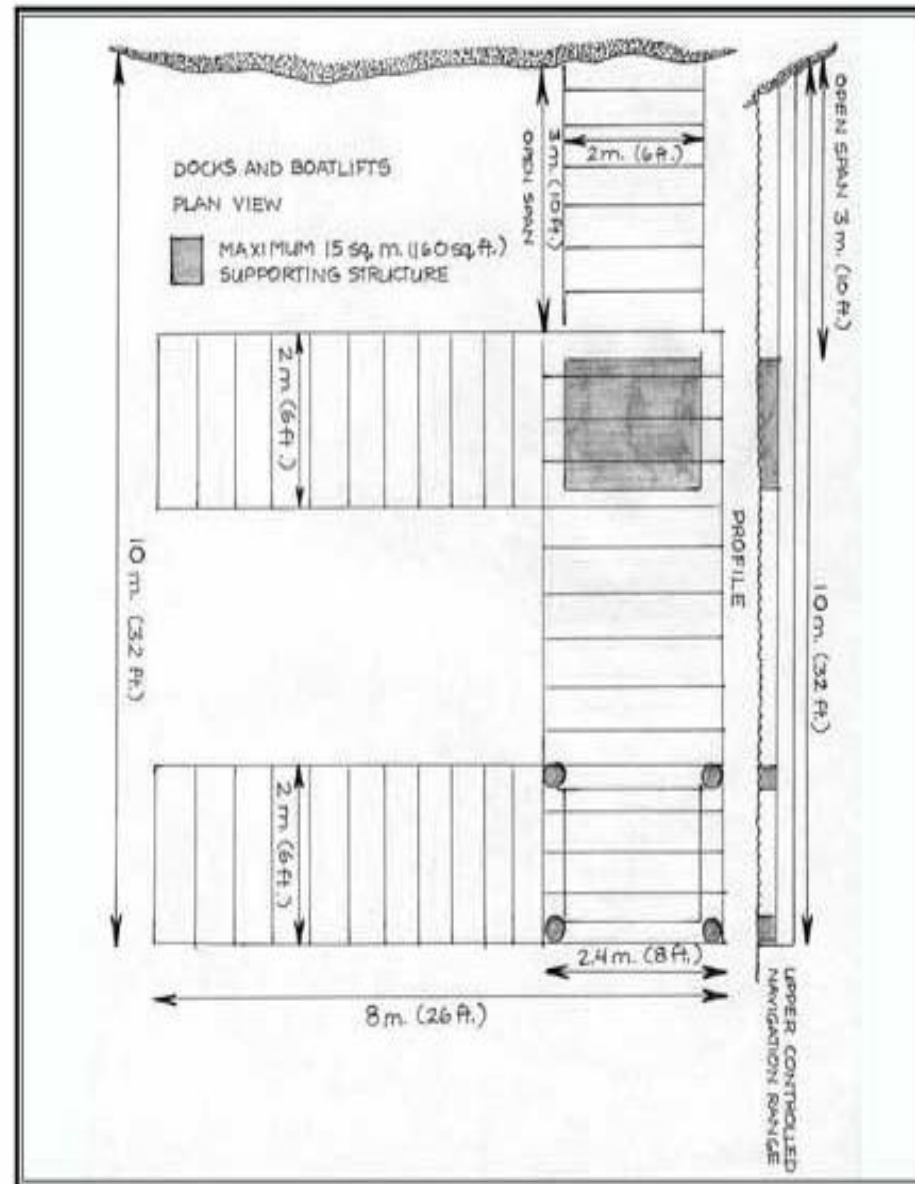 DOCKS AND BOATLIFTS
PLAN VIEW
MAXIMUM 15 sq. m. (160 sq. ft.)
SUPPORTING STRUCTURE
3 m. (10 ft.)
OPEN SPAN
2 m. (6 ft.)
OPEN SPAN 3 m. (10 ft.)
2 m. (6 ft.)
PROFILE
10 m. (32 ft.)
10 m. (32 ft.)
2 m. (6 ft.)
2.4 m. (8 ft.)
8 m. (26 ft.)
UPPER CONTROLLED
NAVIGATION RANGE